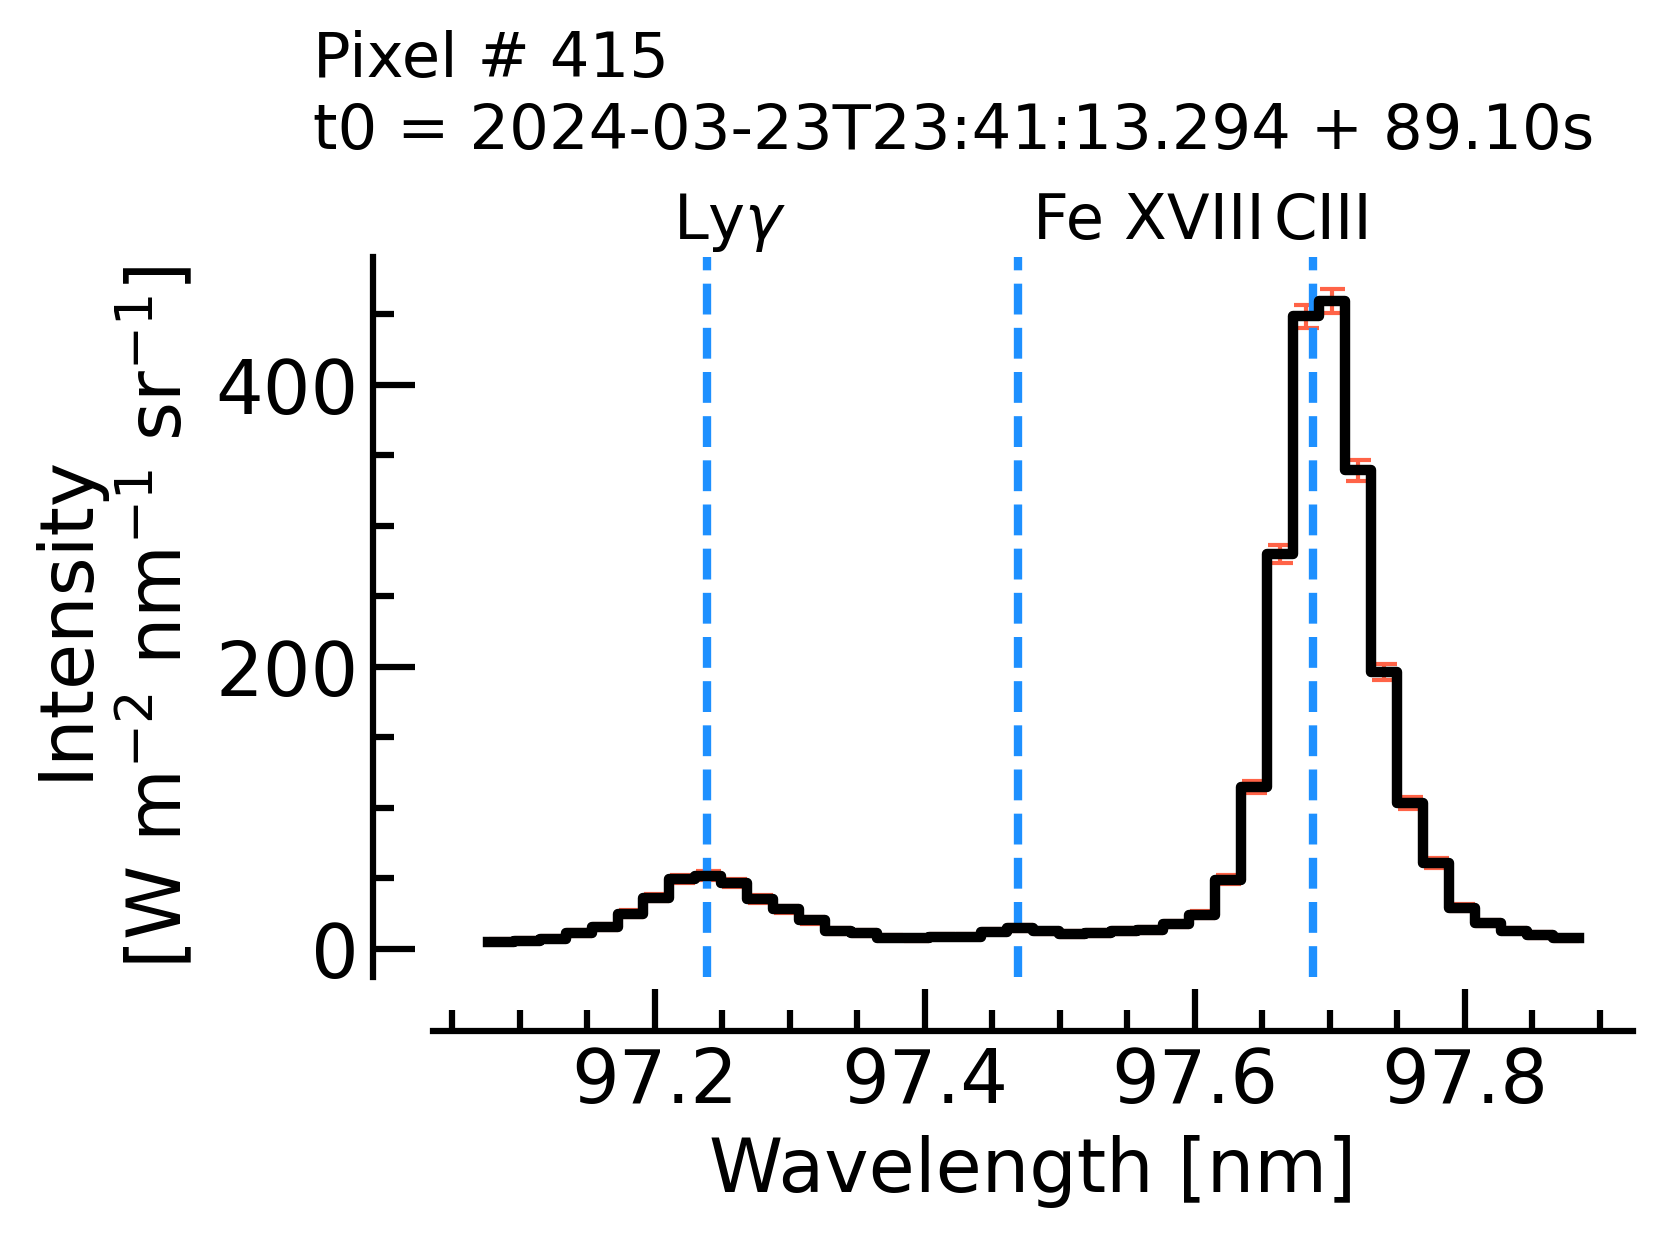 Pixel # 415
t0 = 2024-03-23T23:41:13.294 + 89.10s
Lyγ Fe XVIII CIII
Intensity
[W m⁻² nm⁻¹ sr⁻¹]
400
200
0
97.2 97.4 97.6 97.8
Wavelength [nm]